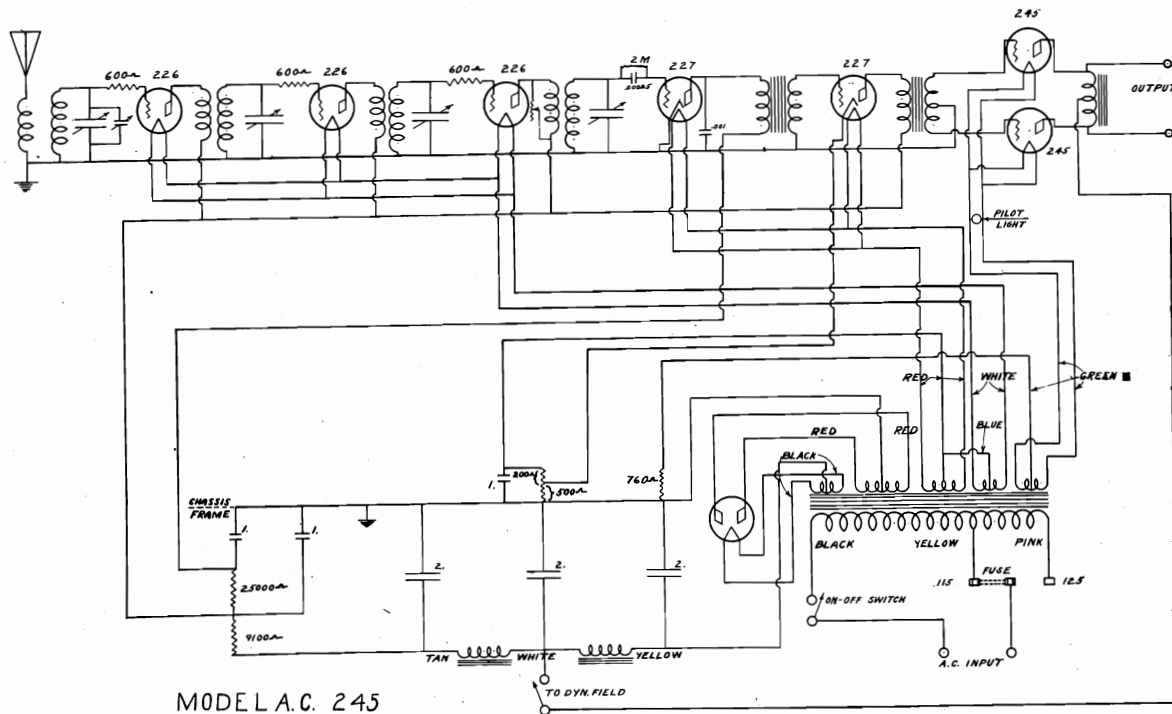 245
600Ω 226
600Ω
226
600Ω 226
2M
.00025
227
.001
227
OUTPUT
245
PILOT
LIGHT
RED
WHITE
GREEN
BLUE
RED
RED
BLACK
1.
200Ω
500Ω
760Ω
CHASSIS
FRAME
1.
1.
2.
2.
2.
25000Ω
9100Ω
BLACK
YELLOW
PINK
.115
FUSE
125
ON-OFF SWITCH
A.C. INPUT
TAN
WHITE
YELLOW
TO DYN. FIELD
MODEL A.C. 245